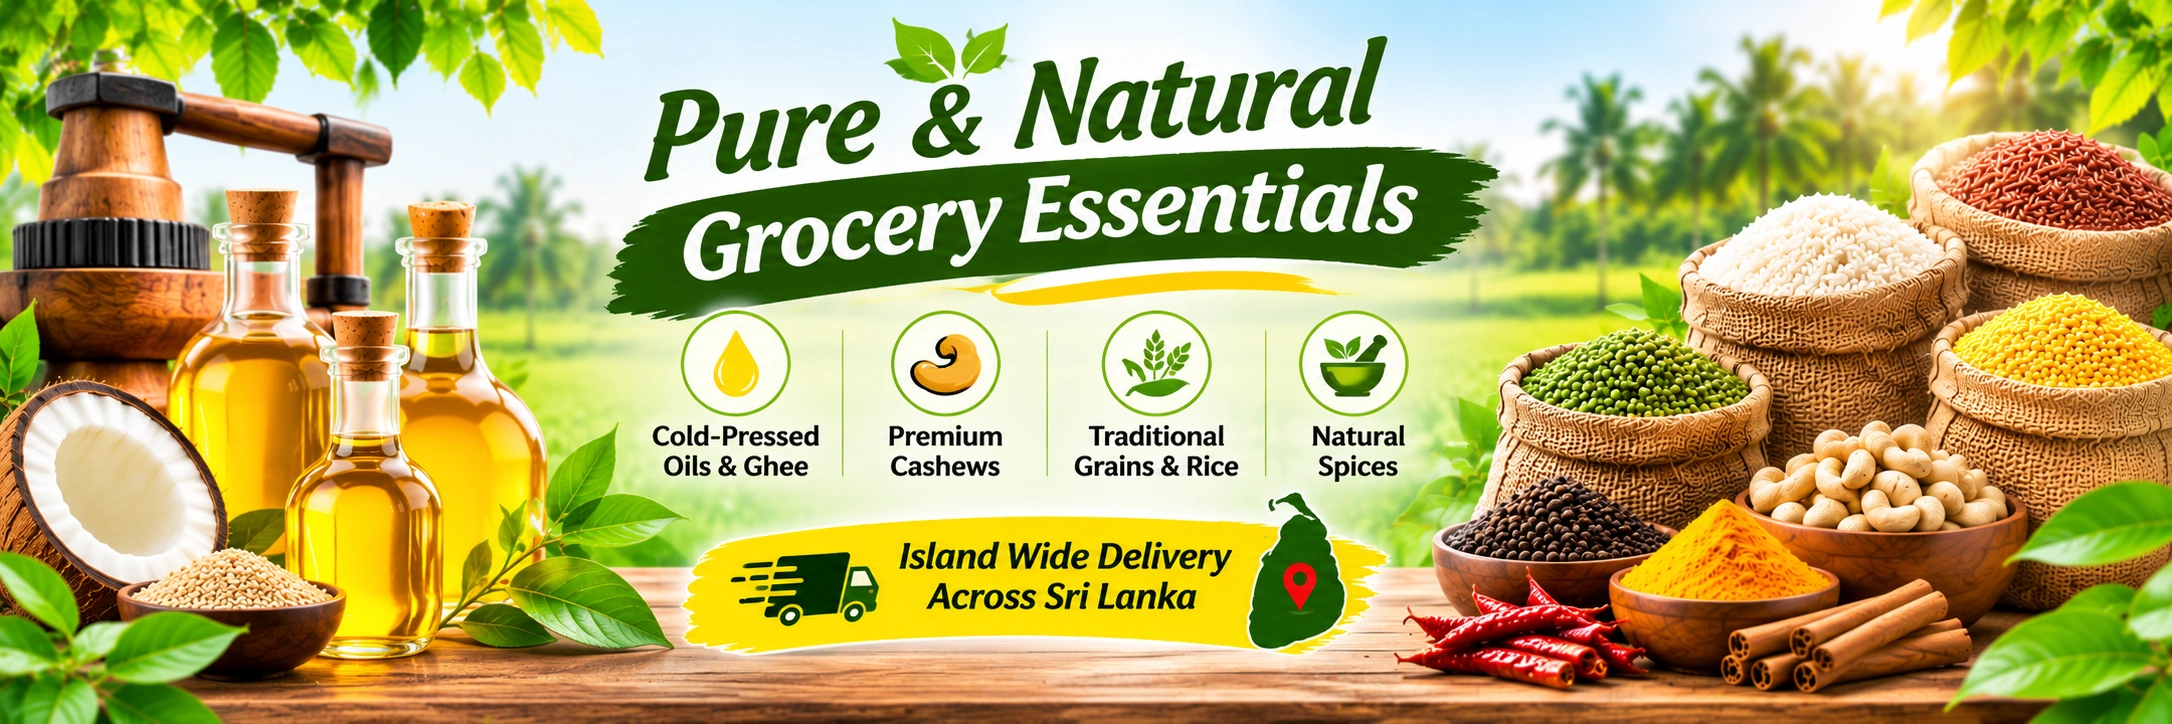 Pure & Natural
Grocery Essentials
Cold-Pressed
Oils & Ghee
Premium
Cashews
Traditional
Grains & Rice
Natural
Spices
Island Wide Delivery
Across Sri Lanka